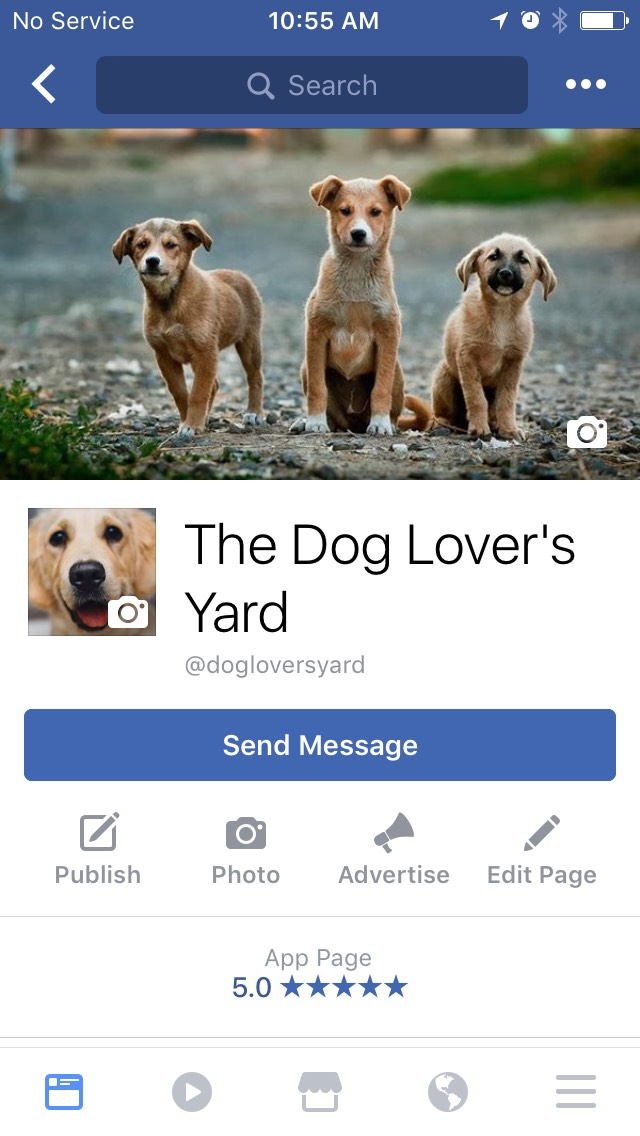 No Service 10:55 AM
Search
The Dog Lover's
Yard
@dogloversyard
Send Message
Publish Photo Advertise Edit Page
App Page
5.0 ★★★★★